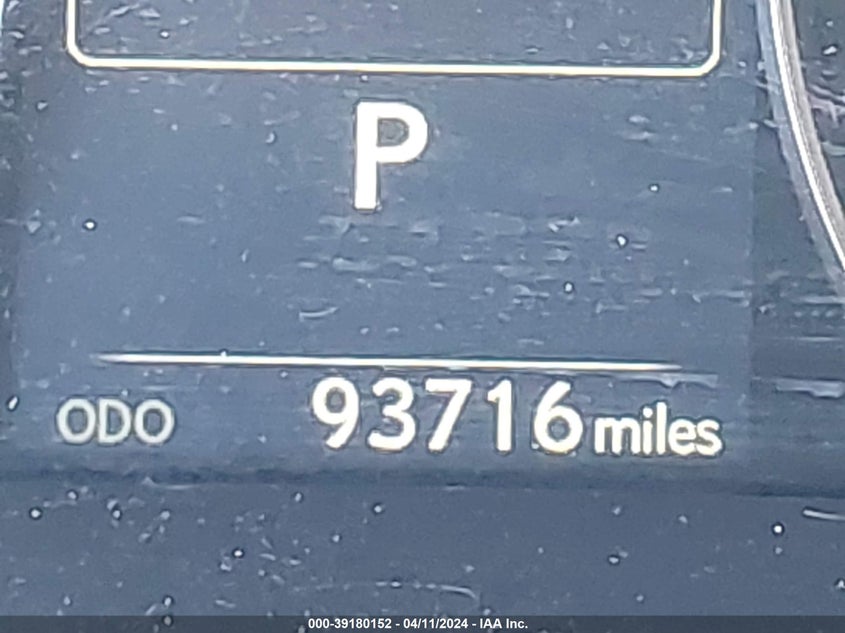 P
ODO 93716 miles
000-39180152 - 04/11/2024 - IAA Inc.